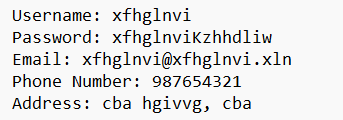 Username: xfhglnvi
Password: xfhglnviKzhhdliw
Email: xfhglnvi@xfhglnvi.xln
Phone Number: 987654321
Address: cba hgivvg, cba